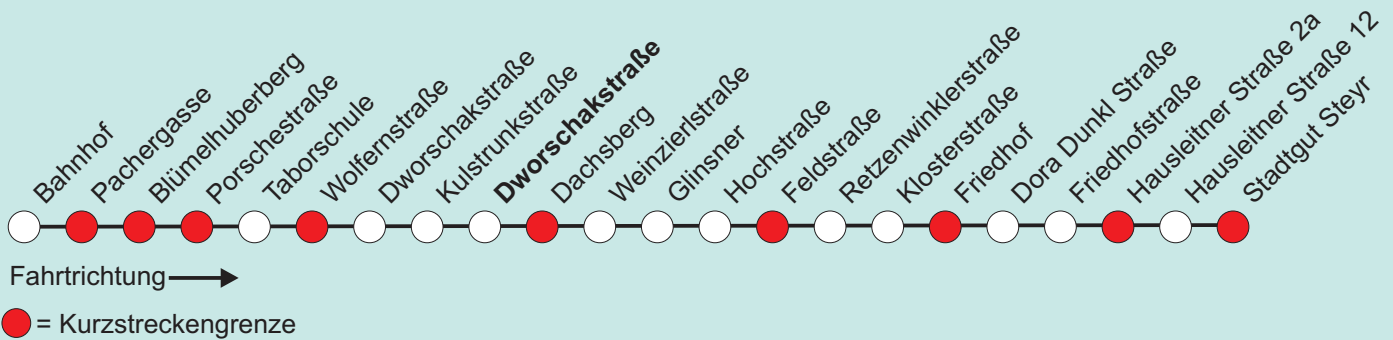 Bahnhof
Pachergasse
Blümelhuberberg
Porschestraße
Taborschule
Wolfernstraße
Dworschakstraße
Kulstrunkstraße
Dworschakstraße
Dachsberg
Weinzierlstraße
Glinsner
Hochstraße
Feldstraße
Retzenwinklerstraße
Klosterstraße
Friedhof
Dora Dunkl Straße
Friedhofstraße
Hausleitner Straße 2a
Hausleitner Straße 12
Stadtgut Steyr
Fahrtrichtung
= Kurzstreckengrenze